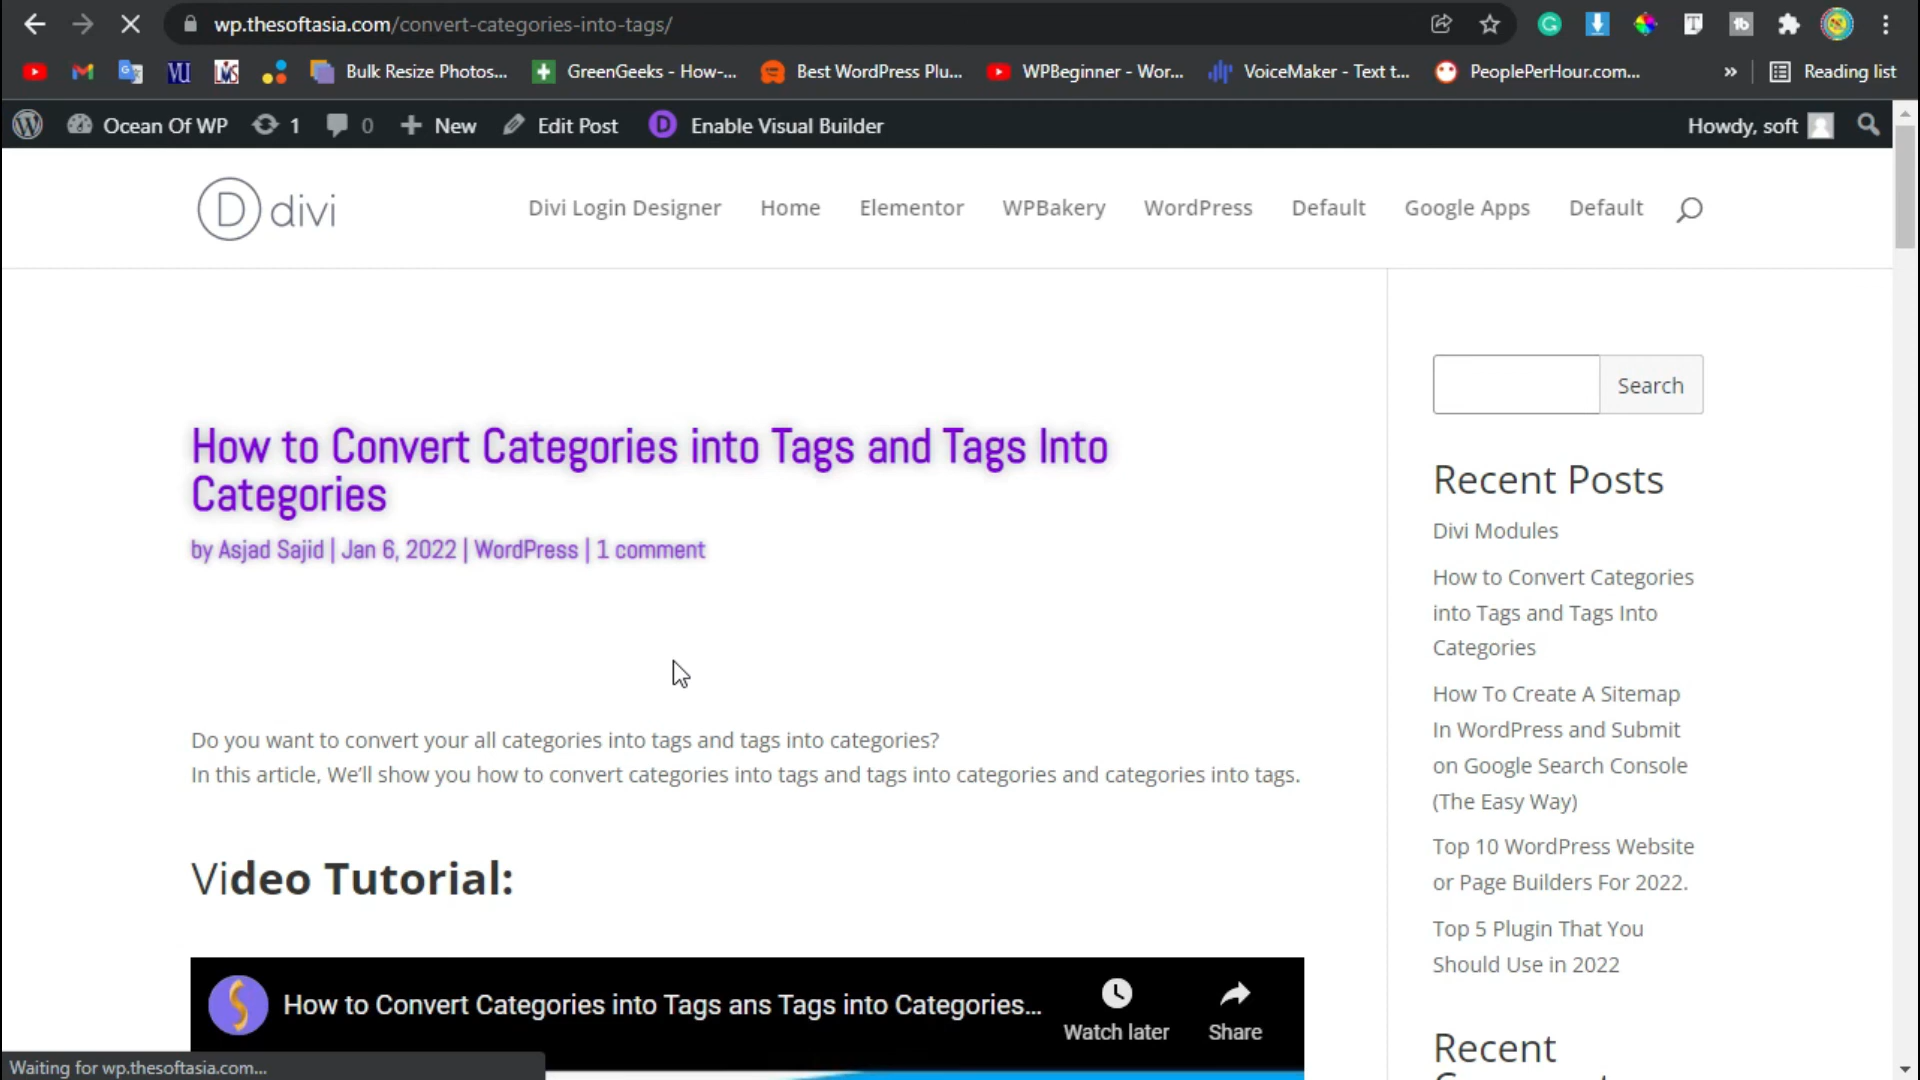 wp.thesoftasia.com/convert-categories-into-tags/
VU
LMS
Bulk Resize Photos...
GreenGeeks - How-...
Best WordPress Plu...
WPBeginner - Wor...
VoiceMaker - Text t...
PeoplePerHour.com...
»
Reading list
Ocean Of WP
1
0
New
Edit Post
D
Enable Visual Builder
Howdy, soft
D divi
Divi Login Designer
Home
Elementor
WPBakery
WordPress
Default
Google Apps
Default
How to Convert Categories into Tags and Tags Into
Categories
by Asjad Sajid | Jan 6, 2022 | WordPress | 1 comment
Do you want to convert your all categories into tags and tags into categories?
In this article, We’ll show you how to convert categories into tags and tags into categories and categories into tags.
Video Tutorial:
How to Convert Categories into Tags ans Tags into Categories...
Watch later
Share
Search
Recent Posts
Divi Modules
How to Convert Categories
into Tags and Tags Into
Categories
How To Create A Sitemap
In WordPress and Submit
on Google Search Console
(The Easy Way)
Top 10 WordPress Website
or Page Builders For 2022.
Top 5 Plugin That You
Should Use in 2022
Recent
Waiting for wp.thesoftasia.com...